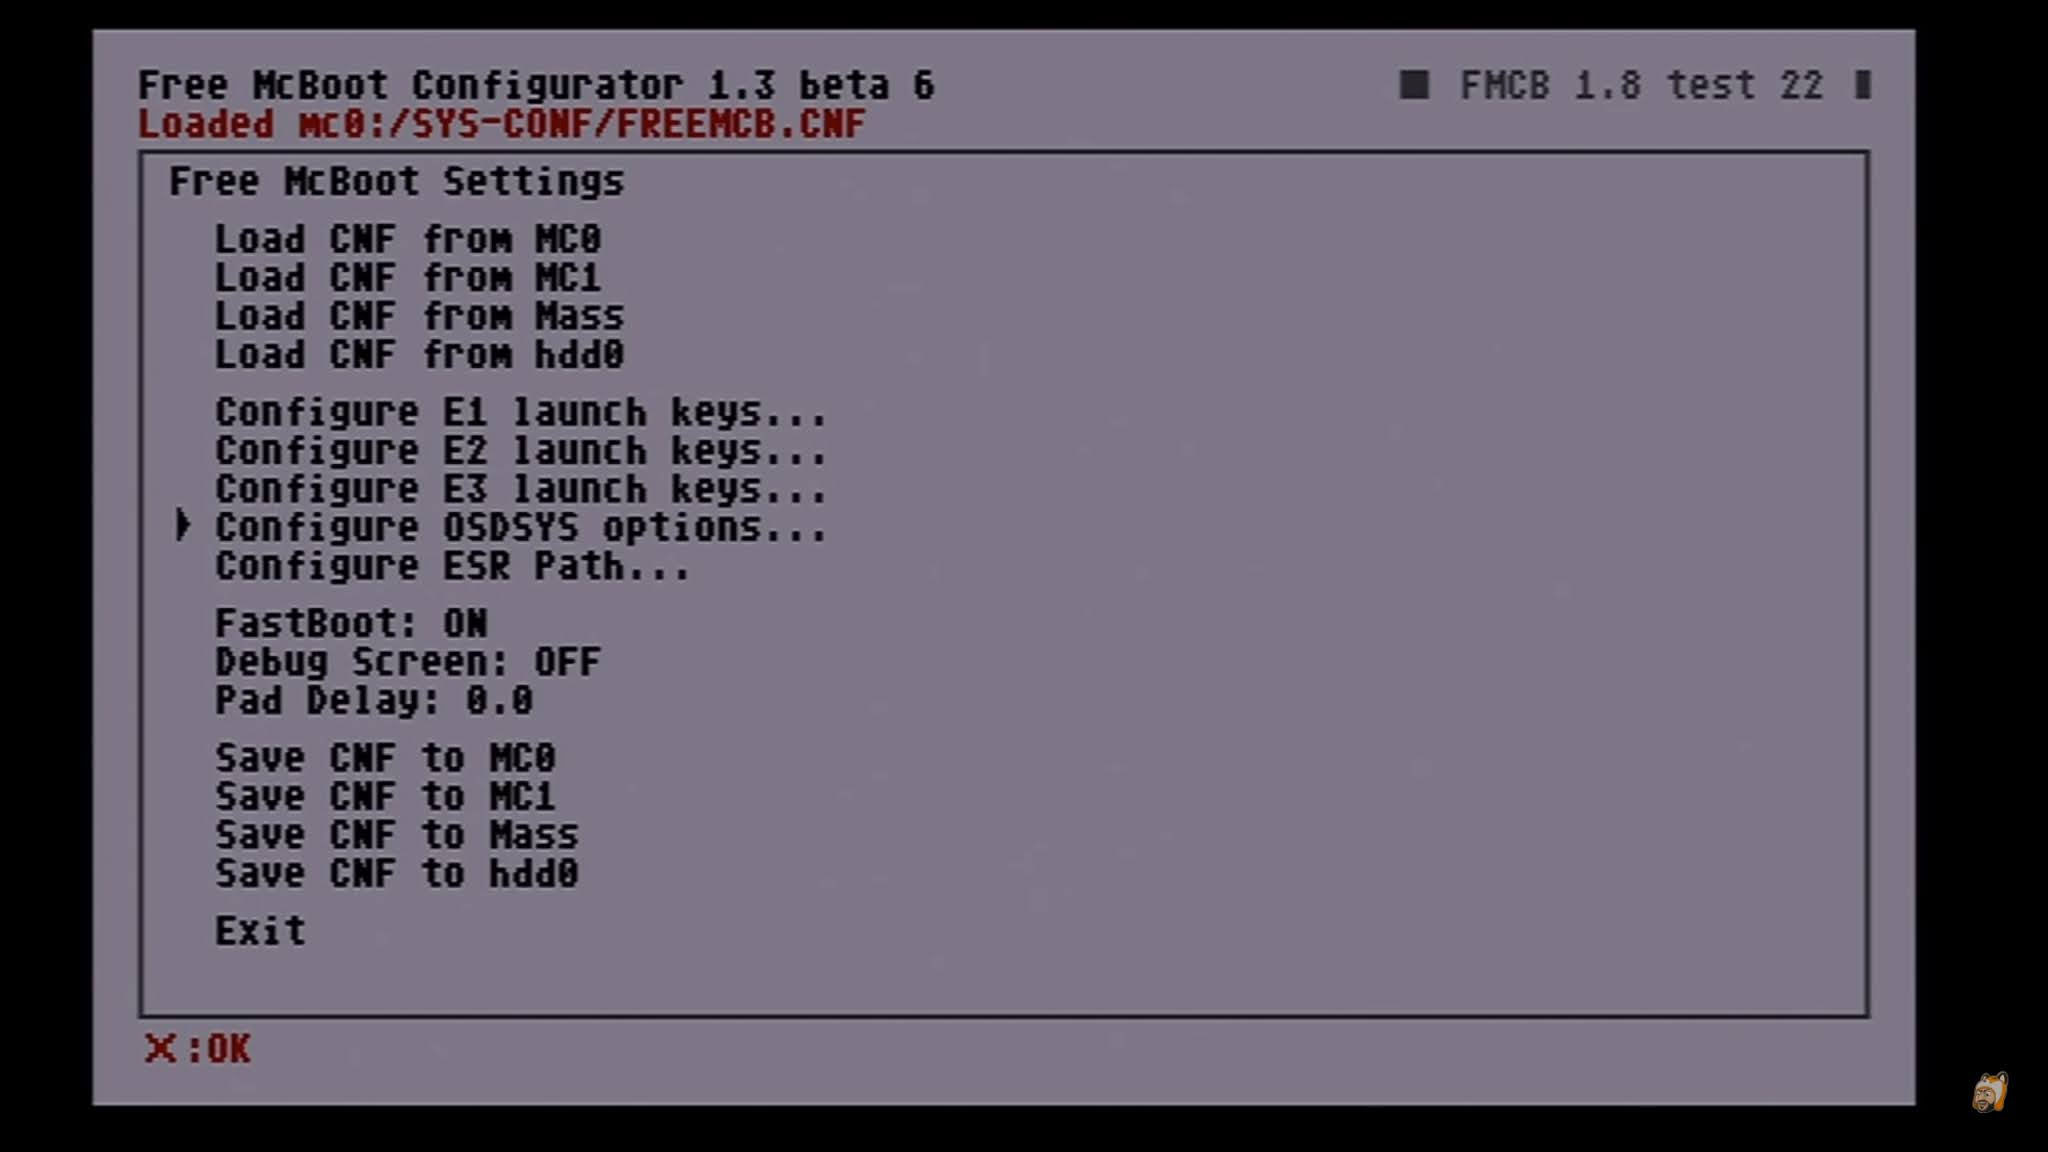 Free McBoot Configurator 1.3 beta 6
■ FMCB 1.8 test 22 ▮
Loaded mc0:/SYS-CONF/FREEMCB.CNF
Free McBoot Settings
Load CNF from MC0
Load CNF from MC1
Load CNF from Mass
Load CNF from hdd0
Configure E1 launch keys...
Configure E2 launch keys...
Configure E3 launch keys...
Configure OSDSYS options...
Configure ESR Path...
FastBoot: ON
Debug Screen: OFF
Pad Delay: 0.0
Save CNF to MC0
Save CNF to MC1
Save CNF to Mass
Save CNF to hdd0
Exit
×:OK